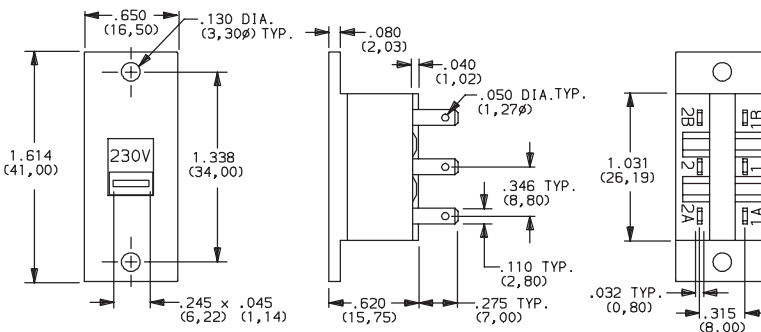 .650
(16,50)
.130 DIA.
(3,30ø) TYP.
1.614
(41,00)
230V
1.338
(34,00)
.245 x .045
(6,22) (1,14)
.080
(2,03)
.040
(1,02)
.050 DIA.TYP.
(1,27ø)
.346 TYP.
(8,80)
.110 TYP.
(2,80)
.620
(15,75)
.275 TYP.
(7,00)
1.031
(26,19)
2B
1B
2
1
2A
1A
.032 TYP.
(0,80)
.315
(8,00)